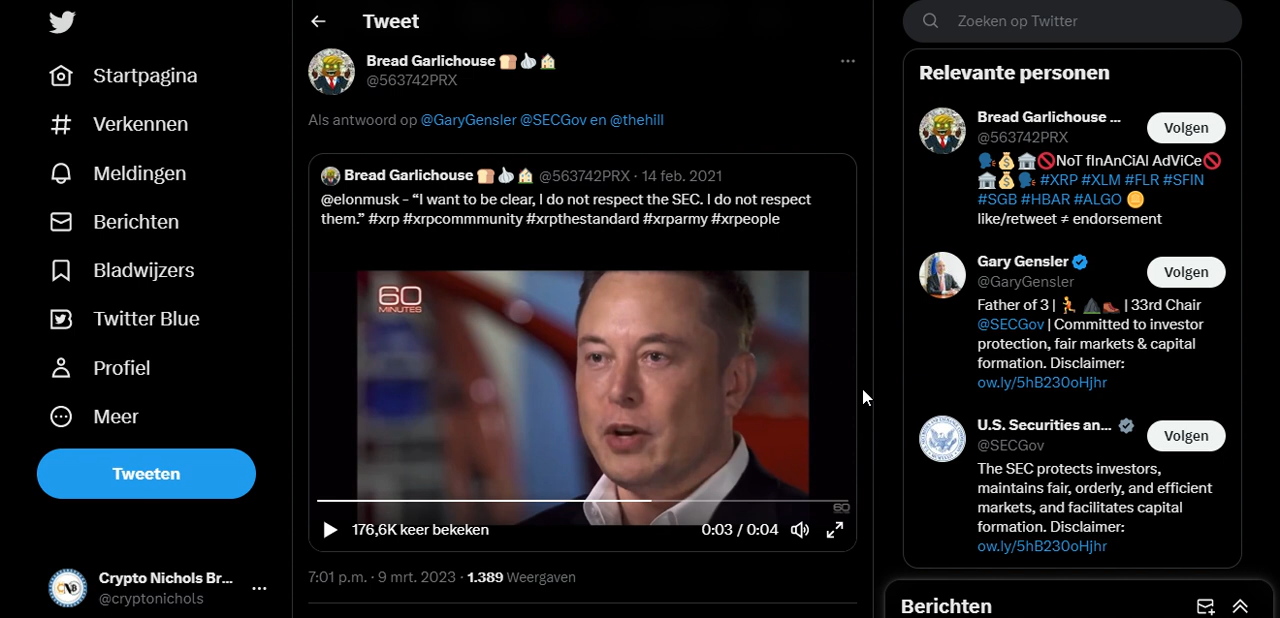 Startpagina
Verkennen
Meldingen
Berichten
Bladwijzers
Twitter Blue
Profiel
Meer
Tweeten
Crypto Nichols Br...
@cryptonichols
Tweet
Bread Garlichouse 🍞🧄🏠
@563742PRX
Als antwoord op @GaryGensler @SECGov en @thehill
Bread Garlichouse 🍞🧄🏠 @563742PRX · 14 feb. 2021
@elonmusk - “I want to be clear, I do not respect the SEC. I do not respect
them.” #xrp #xrpcommmunity #xrpthestandard #xrparmy #xrpeople
60
MINUTES
60
176,6K keer bekeken
0:03 / 0:04
7:01 p.m. · 9 mrt. 2023 · 1.389 Weergaven
Zoeken op Twitter
Relevante personen
Bread Garlichouse ...
@563742PRX
Volgen
🗣💰🏛🚫NoT fInAnCiAl AdViCe🚫
🏛💰🗣 #XRP #XLM #FLR #SFIN
#SGB #HBAR #ALGO 🪙
like/retweet ≠ endorsement
Gary Gensler
@GaryGensler
Volgen
Father of 3 | 🏃 ⛰🥾 | 33rd Chair
@SECGov | Committed to investor
protection, fair markets & capital
formation. Disclaimer:
ow.ly/5hB230oHjhr
U.S. Securities an...
@SECGov
Volgen
The SEC protects investors,
maintains fair, orderly, and efficient
markets, and facilitates capital
formation. Disclaimer:
ow.ly/5hB230oHjhr
Berichten